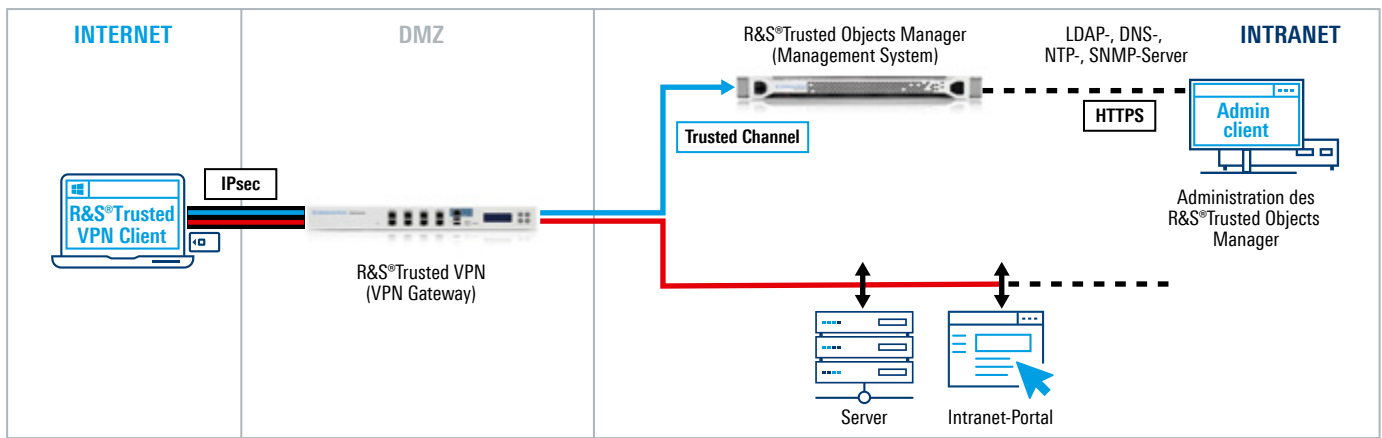 INTERNET
DMZ
INTRANET
R&S®Trusted Objects Manager
(Management System)
LDAP-, DNS-,
NTP-, SNMP-Server
HTTPS
Admin
client
Administration des
R&S®Trusted Objects
Manager
Trusted Channel
IPsec
R&S®Trusted
VPN Client
R&S®Trusted VPN
(VPN Gateway)
Server
Intranet-Portal